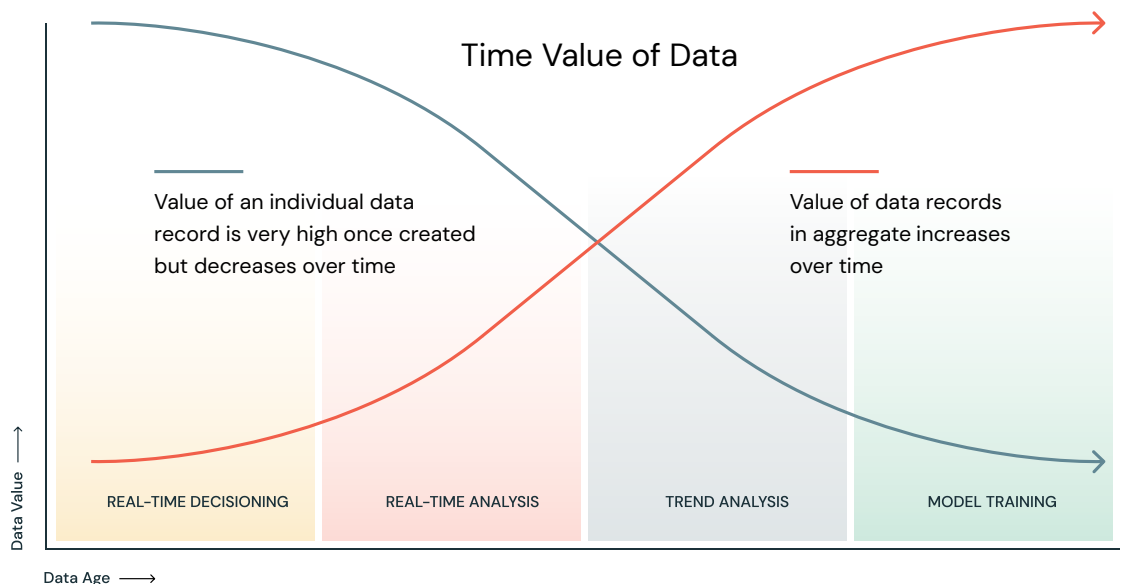 Time Value of Data
Value of an individual data
record is very high once created
but decreases over time
Value of data records
in aggregate increases
over time
REAL-TIME DECISIONING
REAL-TIME ANALYSIS
TREND ANALYSIS
MODEL TRAINING
Data Value
Data Age